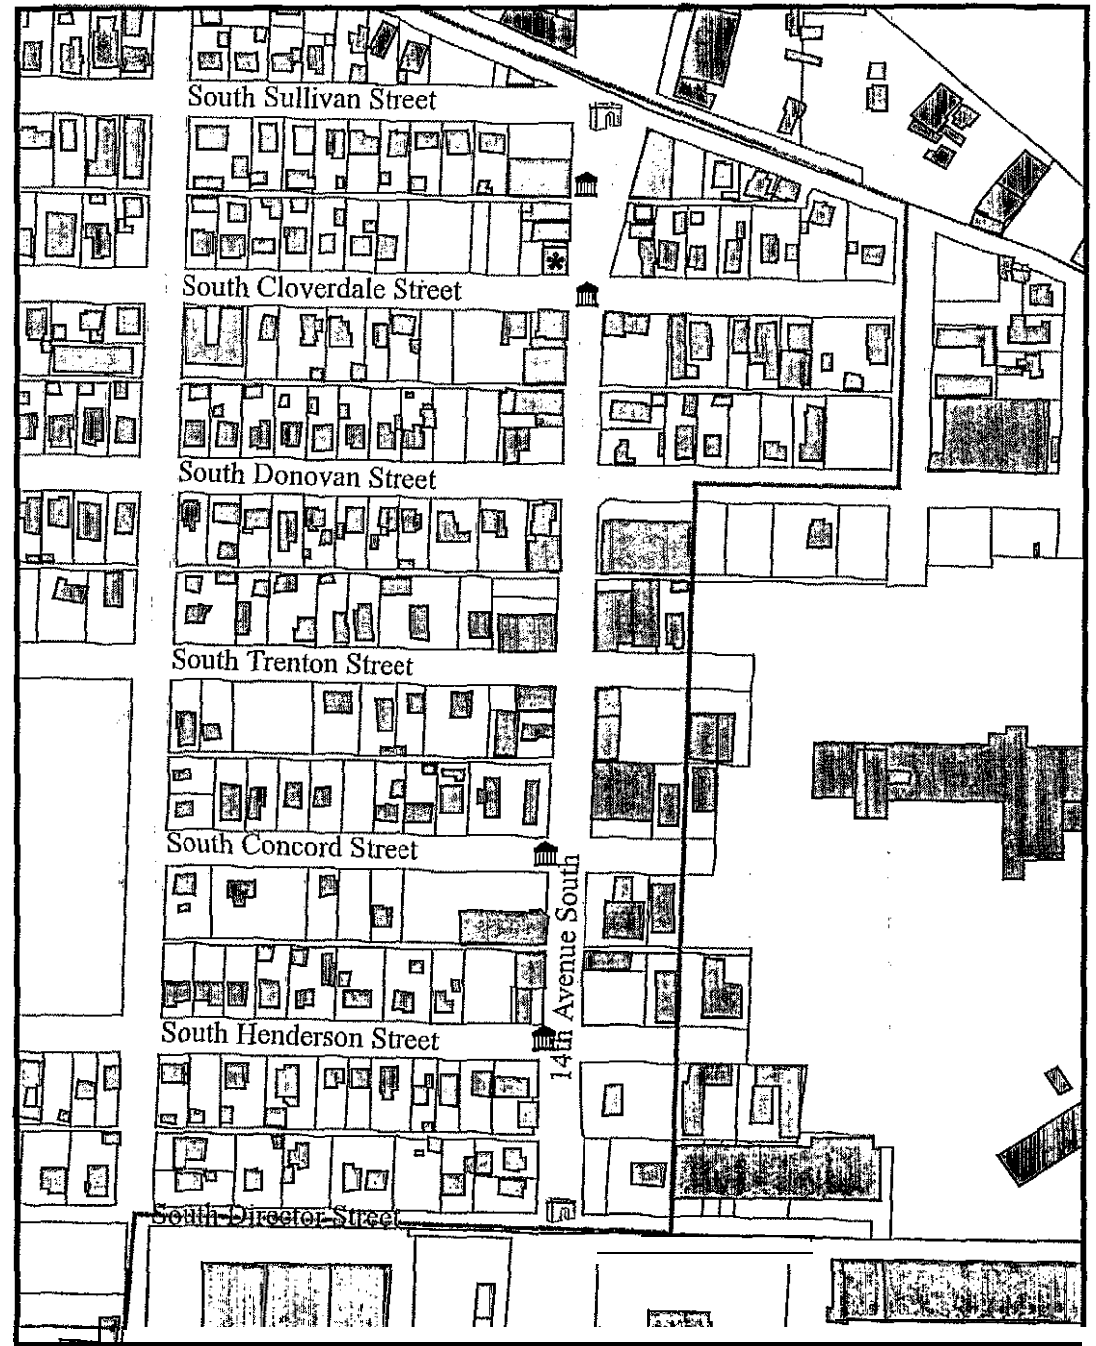 South Sullivan Street
South Cloverdale Street
*
South Donovan Street
South Trenton Street
South Concord Street
14th Avenue South
South Henderson Street
South Director Street